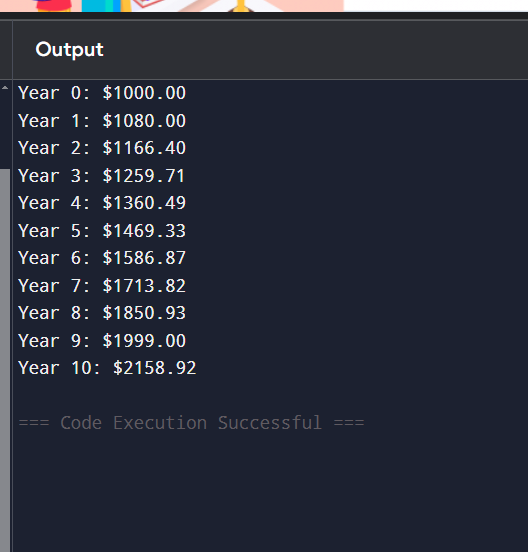 Output
Year 0: $1000.00
Year 1: $1080.00
Year 2: $1166.40
Year 3: $1259.71
Year 4: $1360.49
Year 5: $1469.33
Year 6: $1586.87
Year 7: $1713.82
Year 8: $1850.93
Year 9: $1999.00
Year 10: $2158.92
=== Code Execution Successful ===